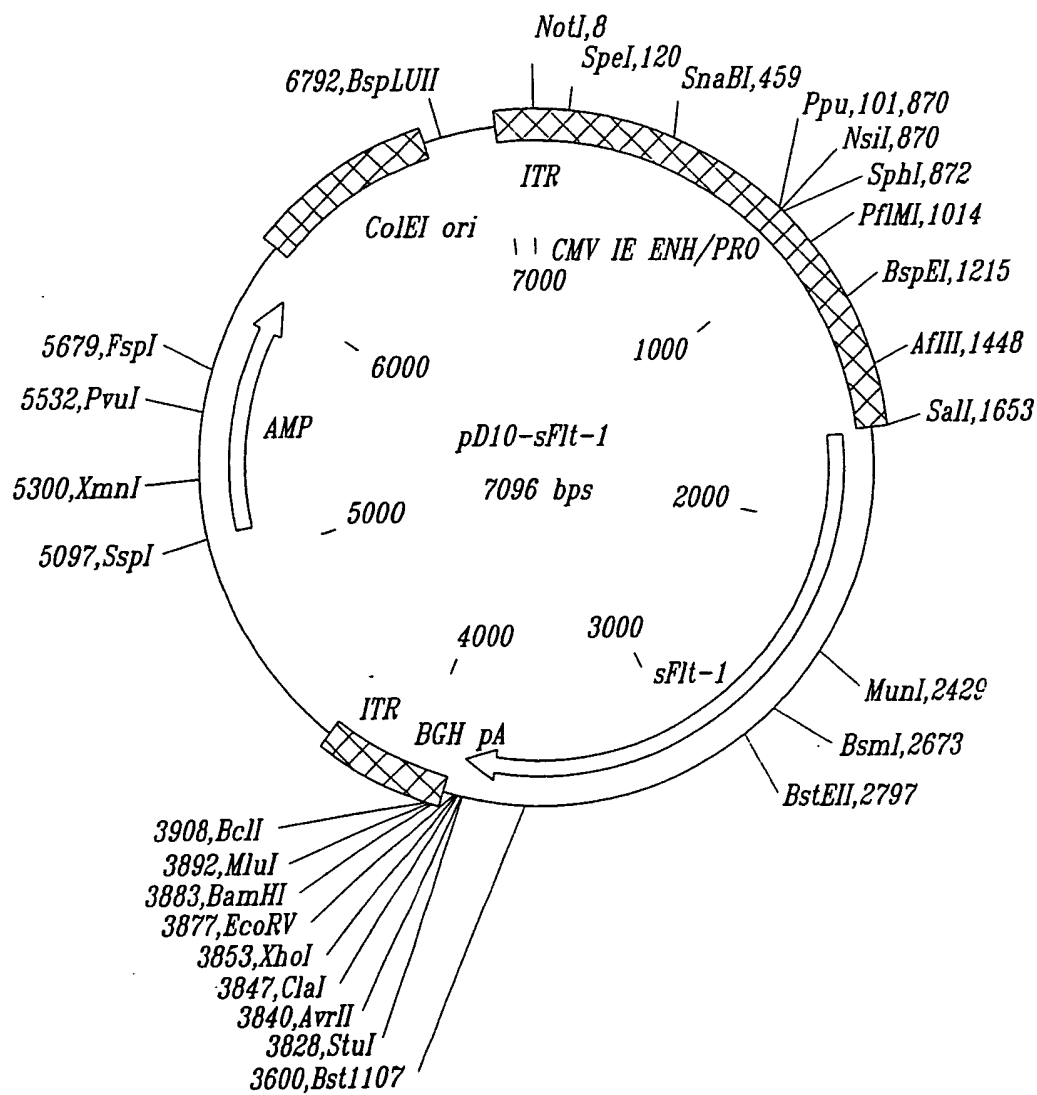 NotI,8
SpeI,120
SnaBI,459
6792,BspLUII
Ppu,101,870
NsiI,870
SphI,872
PflMI,1014
BspEI,1215
AflII,1448
SalI,1653
ITR
ColEI ori
CMV IE ENH/PRO
7000
1000
6000
5679,FspI
5532,PvuI
AMP
pD10-sFlt-1
7096 bps
5300,XmnI
2000
5000
5097,SspI
4000
3000
sFlt-1
MunI,2429
ITR
BGH pA
BsmI,2673
BstEII,2797
3908,BclI
3892,MluI
3883,BamHI
3877,EcoRV
3853,XhoI
3847,ClaI
3840,AvrII
3828,StuI
3600,Bst1107